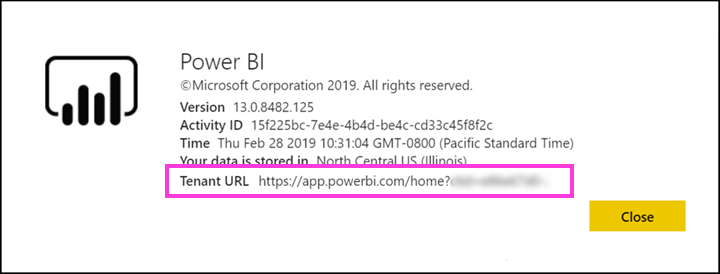 Power BI
©Microsoft Corporation 2019. All rights reserved.
Version 13.0.8482.125
Activity ID 15f225bc-7e4e-4b4d-be4c-cd33c45f8f2c
Time Thu Feb 28 2019 10:31:04 GMT-0800 (Pacific Standard Time)
Your data is stored in North Central US (Illinois)
Tenant URL https://app.powerbi.com/home?
Close